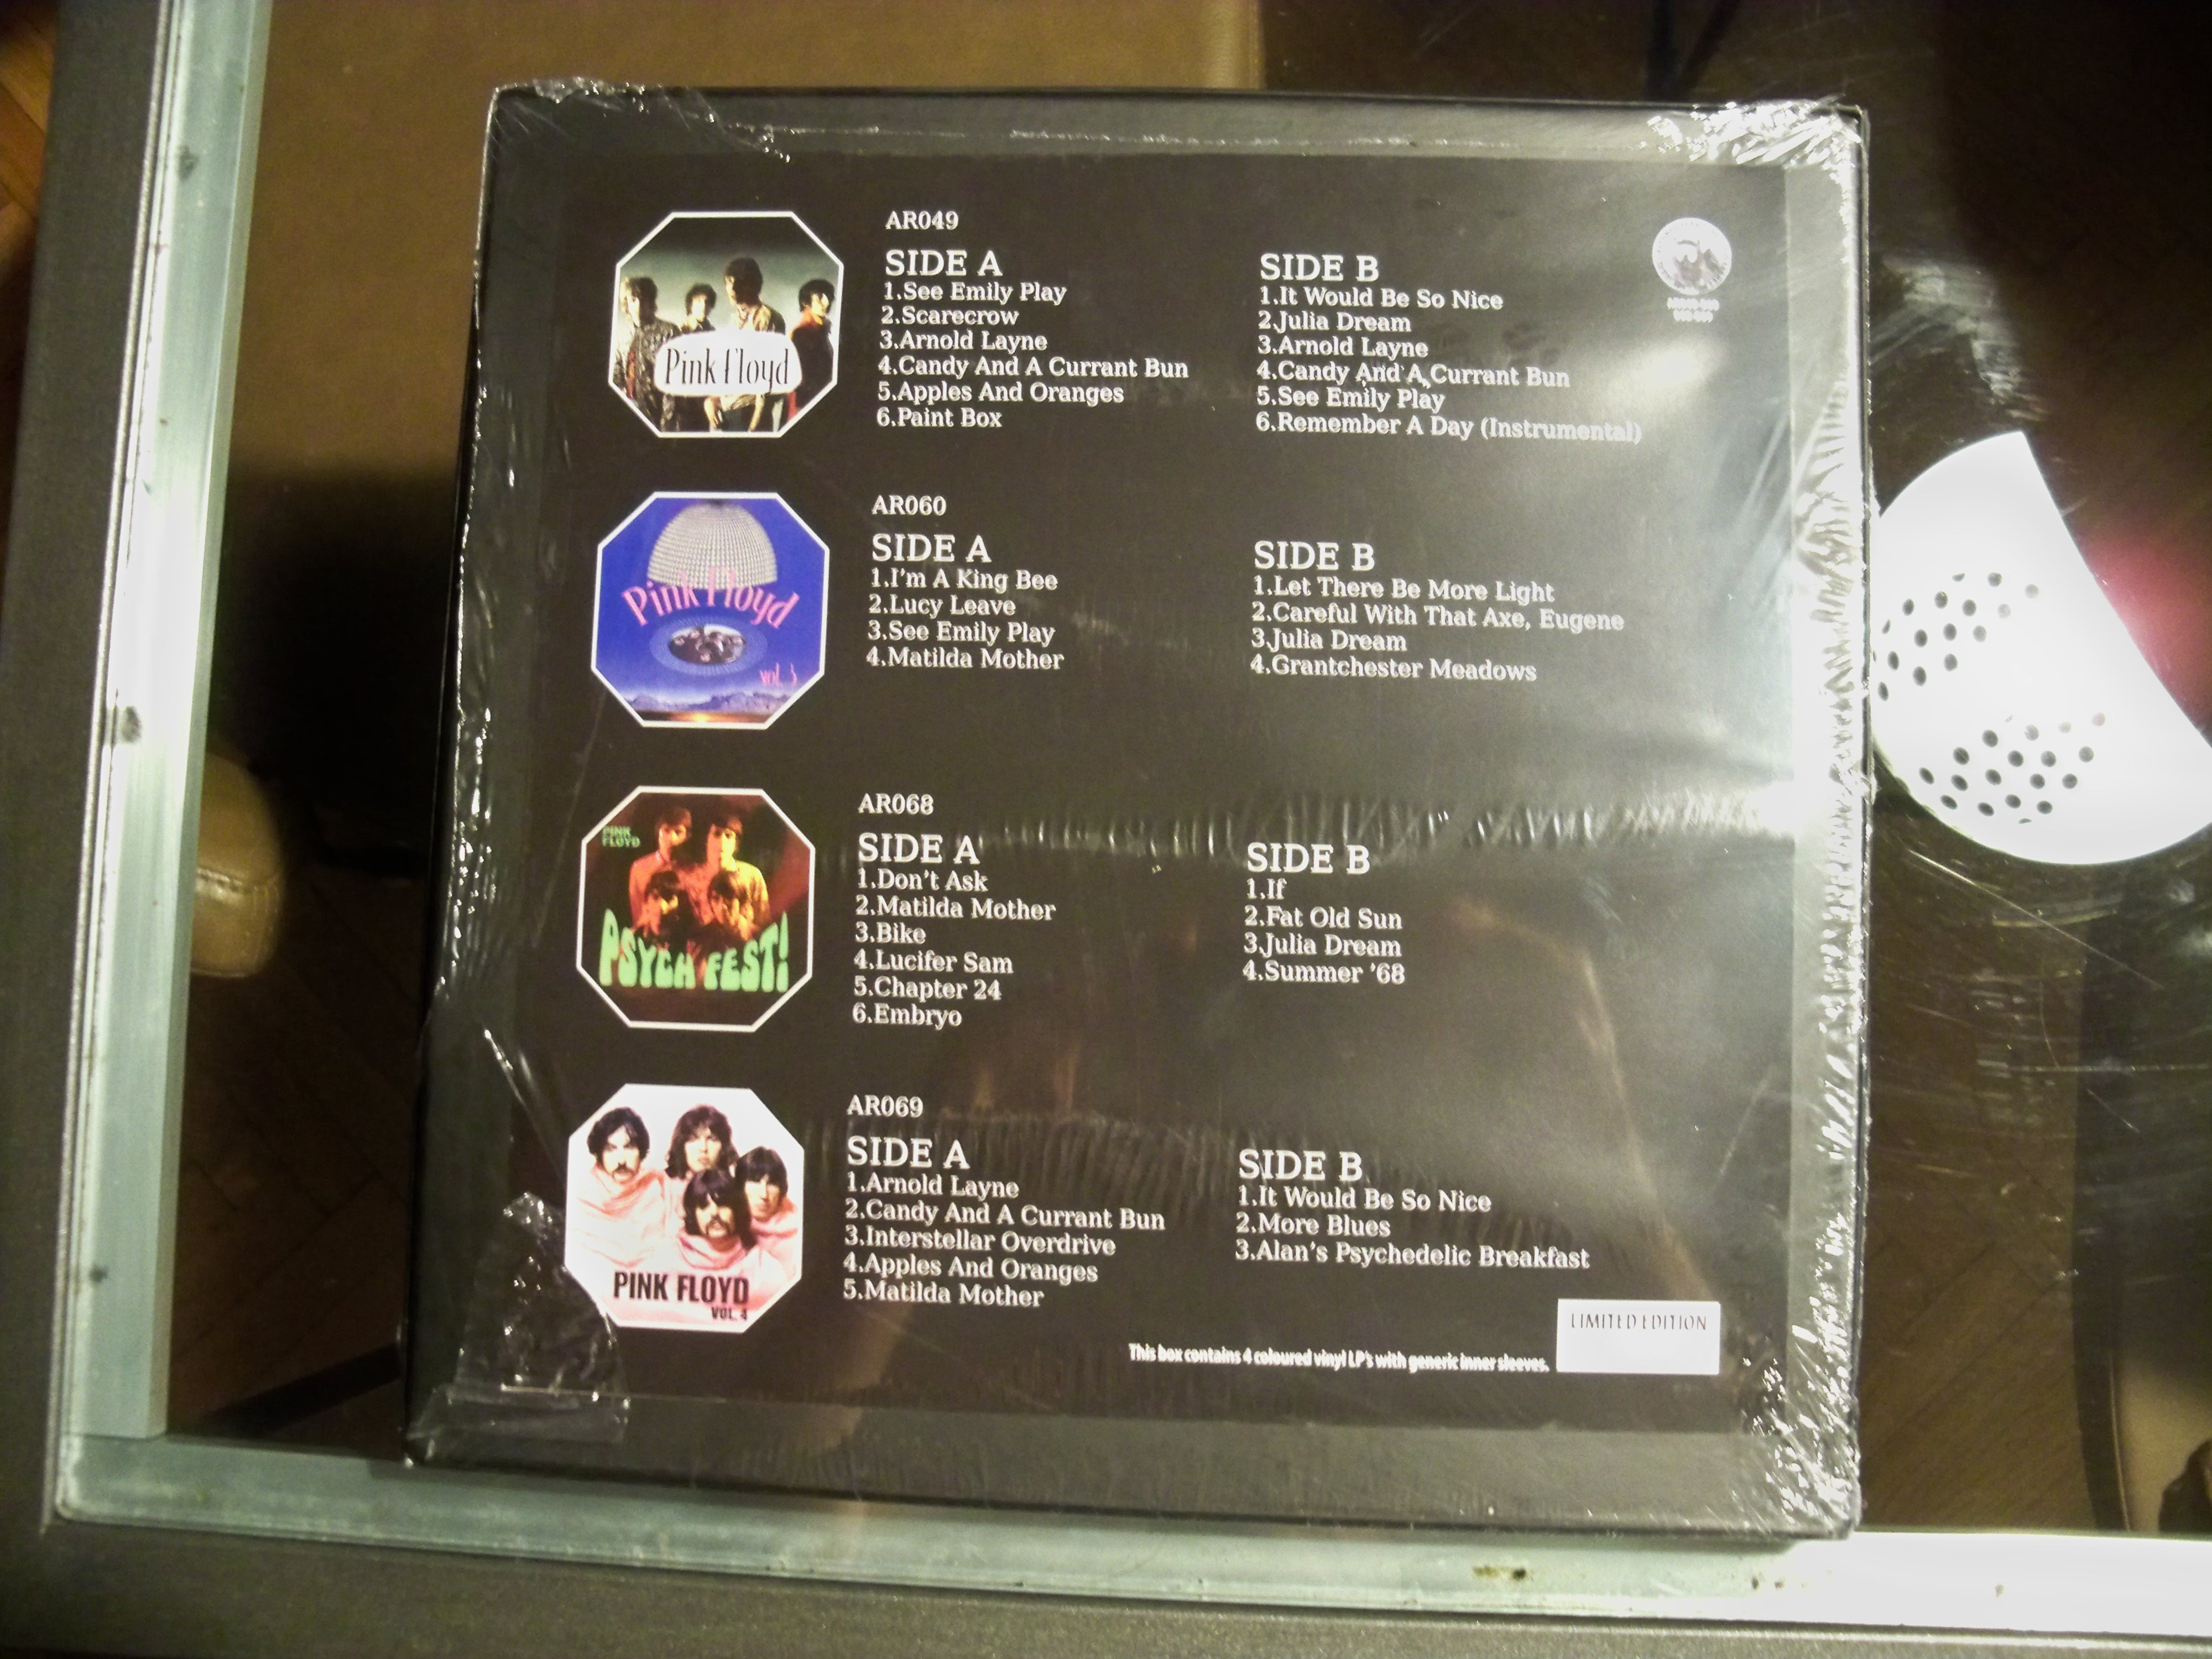 AR049
Pink Floyd
SIDE A
1.See Emily Play
2.Scarecrow
3.Arnold Layne
4.Candy And A Currant Bun
5.Apples And Oranges
6.Paint Box
SIDE B
1.It Would Be So Nice
2.Julia Dream
3.Arnold Layne
4.Candy And A Currant Bun
5.See Emily Play
6.Remember A Day (Instrumental)
AR060
Pink Floyd
vol.
SIDE A
1.I'm A King Bee
2.Lucy Leave
3.See Emily Play
4.Matilda Mother
SIDE B
1.Let There Be More Light
2.Careful With That Axe, Eugene
3.Julia Dream
4.Grantchester Meadows
AR068
PINK
FLOYD
PSYCH FEST!
SIDE A
1.Don't Ask
2.Matilda Mother
3.Bike
4.Lucifer Sam
5.Chapter 24
6.Embryo
SIDE B
1.If
2.Fat Old Sun
3.Julia Dream
4.Summer '68
AR069
PINK FLOYD
VOL. 4
SIDE A
1.Arnold Layne
2.Candy And A Currant Bun
3.Interstellar Overdrive
4.Apples And Oranges
5.Matilda Mother
SIDE B
1.It Would Be So Nice
2.More Blues
3.Alan's Psychedelic Breakfast
This box contains 4 coloured vinyl LP's with generic inner sleeves.
LIMITED EDITION